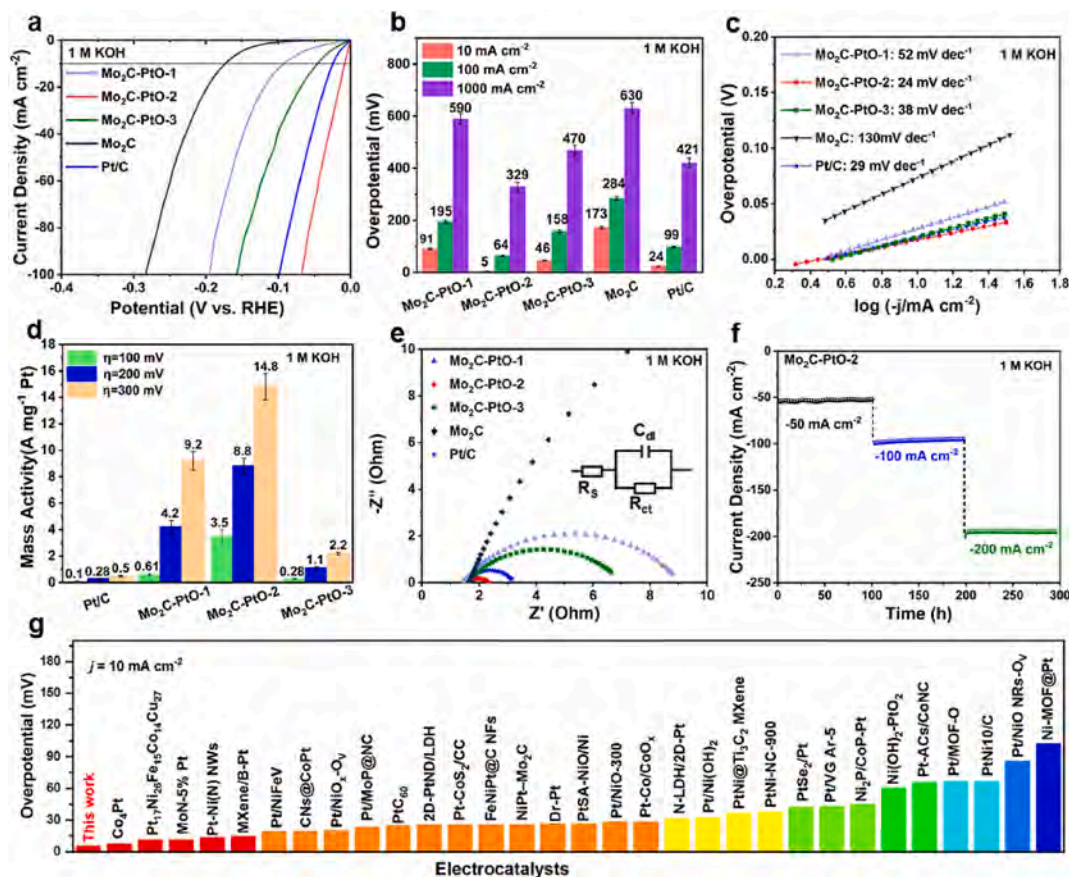 a
1 M KOH
Mo₂C-PtO-1
Mo₂C-PtO-2
Mo₂C-PtO-3
Mo₂C
Pt/C
Current Density (mA cm⁻²)
0
-20
-40
-60
-80
-100
-0.4
-0.3
-0.2
-0.1
0.0
Potential (V vs. RHE)
b
10 mA cm⁻²
100 mA cm⁻²
1000 mA cm⁻²
1 M KOH
Overpotential (mV)
800
600
400
200
0
91
195
590
5
64
329
46
158
470
173
284
630
24
99
421
Mo₂C-PtO-1
Mo₂C-PtO-2
Mo₂C-PtO-3
Mo₂C
Pt/C
c
1 M KOH
Mo₂C-PtO-1: 52 mV dec⁻¹
Mo₂C-PtO-2: 24 mV dec⁻¹
Mo₂C-PtO-3: 38 mV dec⁻¹
Mo₂C: 130mV dec⁻¹
Pt/C: 29 mV dec⁻¹
Overpotential (V)
0.20
0.15
0.10
0.05
0.00
0.2
0.4
0.6
0.8
1.0
1.2
1.4
1.6
1.8
log (-j/mA cm⁻²)
d
η=100 mV
η=200 mV
η=300 mV
1 M KOH
Mass Activity(A mg⁻¹ Pt)
18
16
14
12
10
8
6
4
2
0
0.1
0.28
0.5
0.61
4.2
9.2
3.5
8.8
14.8
0.28
1.1
2.2
Pt/C
Mo₂C-PtO-1
Mo₂C-PtO-2
Mo₂C-PtO-3
e
Mo₂C-PtO-1
Mo₂C-PtO-2
Mo₂C-PtO-3
Mo₂C
Pt/C
1 M KOH
Cdl
Rs
Rct
-Z'' (Ohm)
10
8
6
4
2
0
0
2
4
6
8
10
Z' (Ohm)
f
Mo₂C-PtO-2
1 M KOH
-50 mA cm⁻²
-100 mA cm⁻²
-200 mA cm⁻²
Current Density (mA cm⁻²)
0
-50
-100
-150
-200
-250
0
50
100
150
200
250
300
Time (h)
g
j = 10 mA cm⁻²
Overpotential (mV)
180
150
120
90
60
30
0
This work
Co₄Pt
Pt₁₇Ni₂₆Fe₁₅Co₁₄Cu₂₇
MoN-5% Pt
Pt-Ni(N) NWs
MXene/B-Pt
Pt/NiFeV
CNs@CoPt
Pt/NiOₓ-Oᵥ
Pt/MoP@NC
PtC₆₀
2D-PtND/LDH
Pt-CoS₂/CC
FeNiPt@C NFs
NiPt–Mo₂C
Dr-Pt
PtSA-NiO/Ni
Pt/NiO-300
Pt-Co/CoOₓ
N-LDH/2D-Pt
Pt/Ni(OH)₂
PtNi@Ti₃C₂ MXene
PtNi-NC-900
PtSe₂/Pt
Pt/VG Ar-5
Ni₂P/CoP-Pt
Ni(OH)₂-PtO₂
Pt-ACs/CoNC
Pt/MOF-O
PtNi10/C
Pt/NiO NRs-Oᵥ
Ni-MOF@Pt
Electrocatalysts